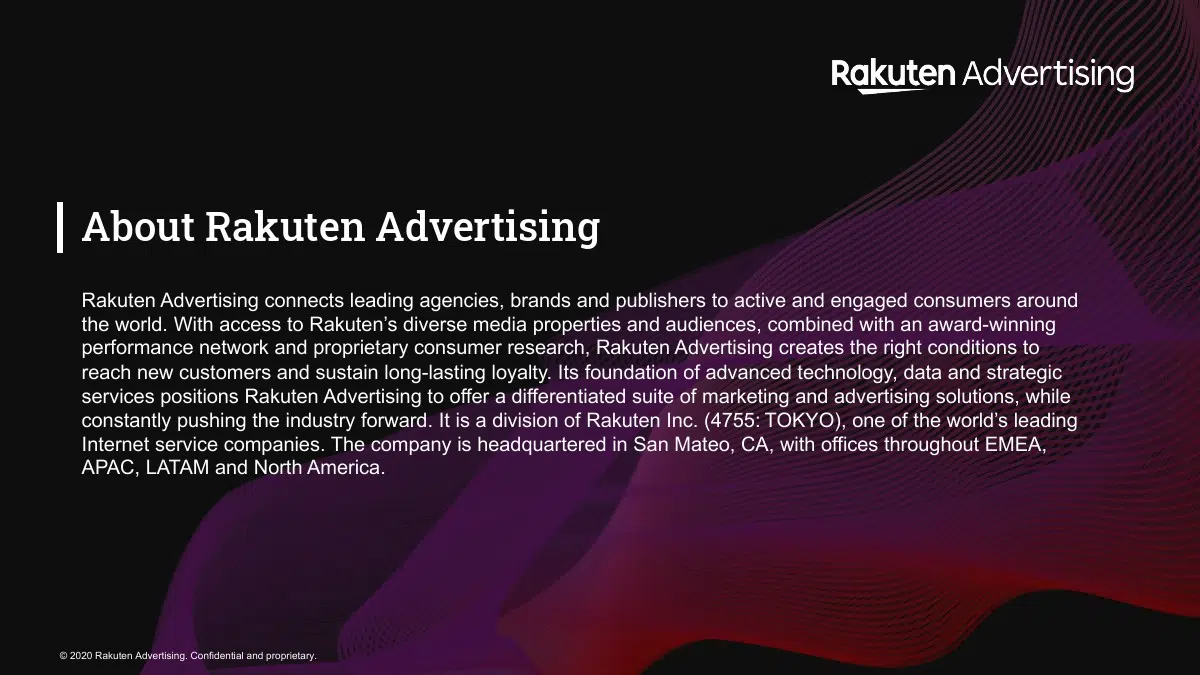 Rakuten Advertising
About Rakuten Advertising
Rakuten Advertising connects leading agencies, brands and publishers to active and engaged consumers around
the world. With access to Rakuten’s diverse media properties and audiences, combined with an award-winning
performance network and proprietary consumer research, Rakuten Advertising creates the right conditions to
reach new customers and sustain long-lasting loyalty. Its foundation of advanced technology, data and strategic
services positions Rakuten Advertising to offer a differentiated suite of marketing and advertising solutions, while
constantly pushing the industry forward. It is a division of Rakuten Inc. (4755: TOKYO), one of the world’s leading
Internet service companies. The company is headquartered in San Mateo, CA, with offices throughout EMEA,
APAC, LATAM and North America.
© 2020 Rakuten Advertising. Confidential and proprietary.